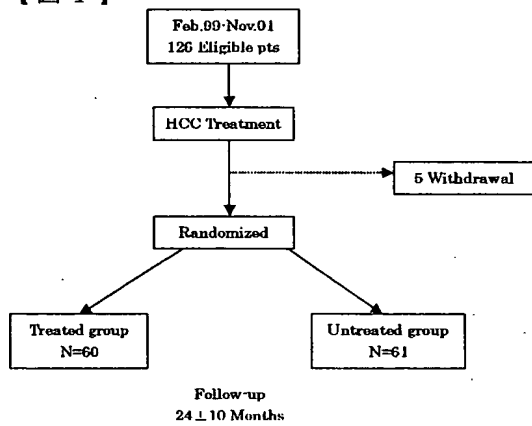 【図1】
Feb.99-Nov.01
126 Eligible pts
HCC Treatment
5 Withdrawal
Randomized
Treated group
N=60
Untreated group
N=61
Follow-up
24±10 Months